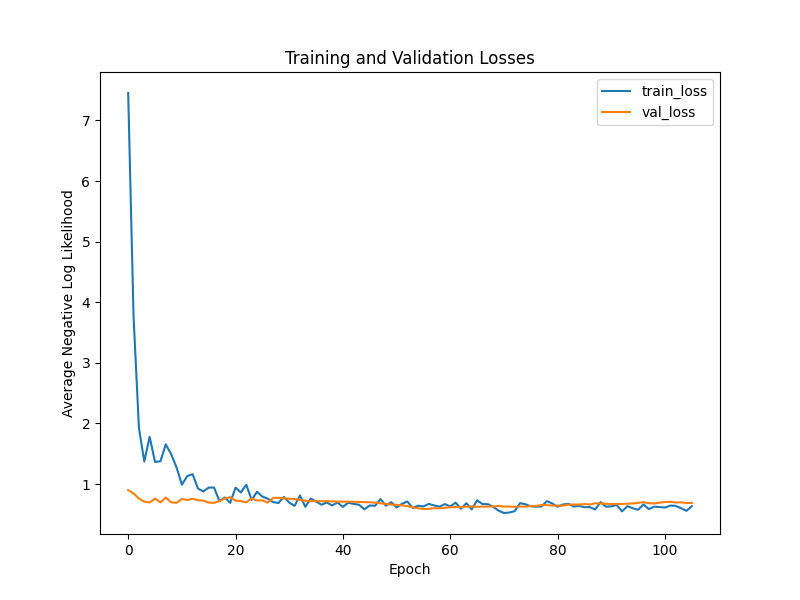 Training and Validation Losses
train_loss
val_loss
Average Negative Log Likelihood
7
6
5
4
3
2
1
0
20
40
60
80
100
Epoch